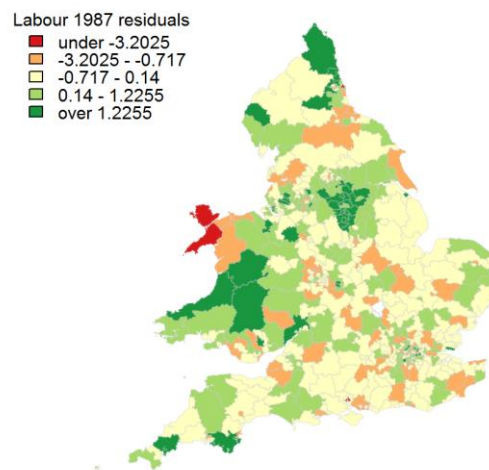 Labour 1987 residuals
under -3.2025
-3.2025 - -0.717
-0.717 - 0.14
0.14 - 1.2255
over 1.2255